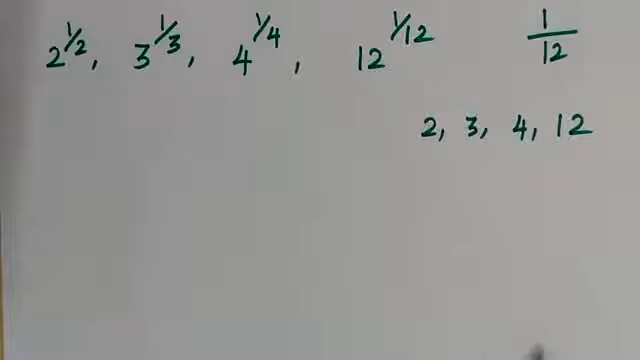 2^{1/2}, 3^{1/3}, 4^{1/4}, 12^{1/12} 1/12
2, 3, 4, 12